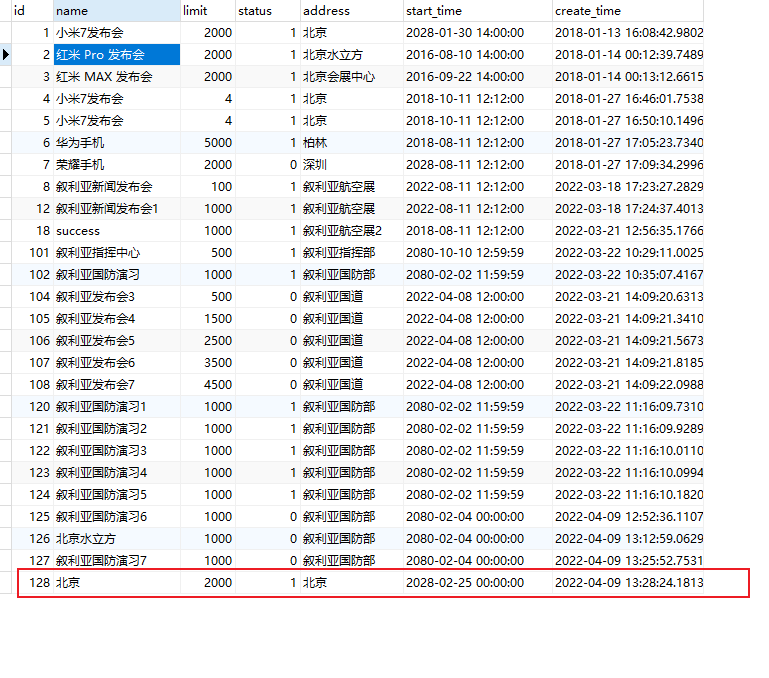 id name limit status address start_time create_time
1 小米7发布会 2000 1 北京 2028-01-30 14:00:00 2018-01-13 16:08:42.9802
2 红米 Pro 发布会 2000 1 北京水立方 2016-08-10 14:00:00 2018-01-14 00:12:39.7489
3 红米 MAX 发布会 2000 1 北京会展中心 2016-09-22 14:00:00 2018-01-14 00:13:12.6615
4 小米7发布会 4 1 北京 2018-10-11 12:12:00 2018-01-27 16:46:01.7538
5 小米7发布会 4 1 北京 2018-10-11 12:12:00 2018-01-27 16:50:10.1496
6 华为手机 5000 1 柏林 2018-08-11 12:12:00 2018-01-27 17:05:23.7340
7 荣耀手机 2000 0 深圳 2028-08-11 12:12:00 2018-01-27 17:09:34.2996
8 叙利亚新闻发布会 100 1 叙利亚航空展 2022-08-11 12:12:00 2022-03-18 17:23:27.2829
12 叙利亚新闻发布会1 1000 1 叙利亚航空展 2022-08-11 12:12:00 2022-03-18 17:24:37.4013
18 success 1000 1 叙利亚航空展2 2018-08-11 12:12:00 2022-03-21 12:56:35.1766
101 叙利亚指挥中心 500 1 叙利亚指挥部 2080-10-10 12:59:59 2022-03-22 10:29:11.0025
102 叙利亚国防演习 1000 1 叙利亚国防部 2080-02-02 11:59:59 2022-03-22 10:35:07.4167
104 叙利亚发布会3 500 0 叙利亚国道 2022-04-08 12:00:00 2022-03-21 14:09:20.6313
105 叙利亚发布会4 1500 0 叙利亚国道 2022-04-08 12:00:00 2022-03-21 14:09:21.3410
106 叙利亚发布会5 2500 0 叙利亚国道 2022-04-08 12:00:00 2022-03-21 14:09:21.5673
107 叙利亚发布会6 3500 0 叙利亚国道 2022-04-08 12:00:00 2022-03-21 14:09:21.8185
108 叙利亚发布会7 4500 0 叙利亚国道 2022-04-08 12:00:00 2022-03-21 14:09:22.0988
120 叙利亚国防演习1 1000 1 叙利亚国防部 2080-02-02 11:59:59 2022-03-22 11:16:09.7310
121 叙利亚国防演习2 1000 1 叙利亚国防部 2080-02-02 11:59:59 2022-03-22 11:16:09.9289
122 叙利亚国防演习3 1000 1 叙利亚国防部 2080-02-02 11:59:59 2022-03-22 11:16:10.0110
123 叙利亚国防演习4 1000 1 叙利亚国防部 2080-02-02 11:59:59 2022-03-22 11:16:10.0994
124 叙利亚国防演习5 1000 1 叙利亚国防部 2080-02-02 11:59:59 2022-03-22 11:16:10.1820
125 叙利亚国防演习6 1000 0 叙利亚国防部 2080-02-04 00:00:00 2022-04-09 12:52:36.1107
126 北京水立方 1000 0 叙利亚国防部 2080-02-04 00:00:00 2022-04-09 13:12:59.0629
127 叙利亚国防演习7 1000 0 叙利亚国防部 2080-02-04 00:00:00 2022-04-09 13:25:52.7531
128 北京 2000 1 北京 2028-02-25 00:00:00 2022-04-09 13:28:24.1813